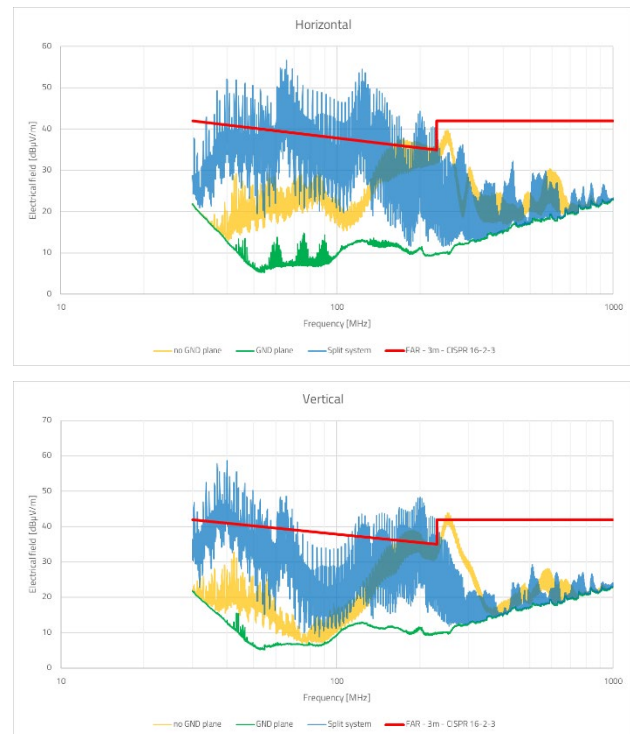 Horizontal
60
50
40
30
20
10
0
10
100
1000
Electrical field [dBµV/m]
Frequency [MHz]
no GND plane
GND plane
Split system
FAR - 3m - CISPR 16-2-3
Vertical
70
60
50
40
30
20
10
0
10
100
1000
Electrical field [dBµV/m]
Frequency [MHz]
no GND plane
GND plane
Split system
FAR - 3m - CISPR 16-2-3